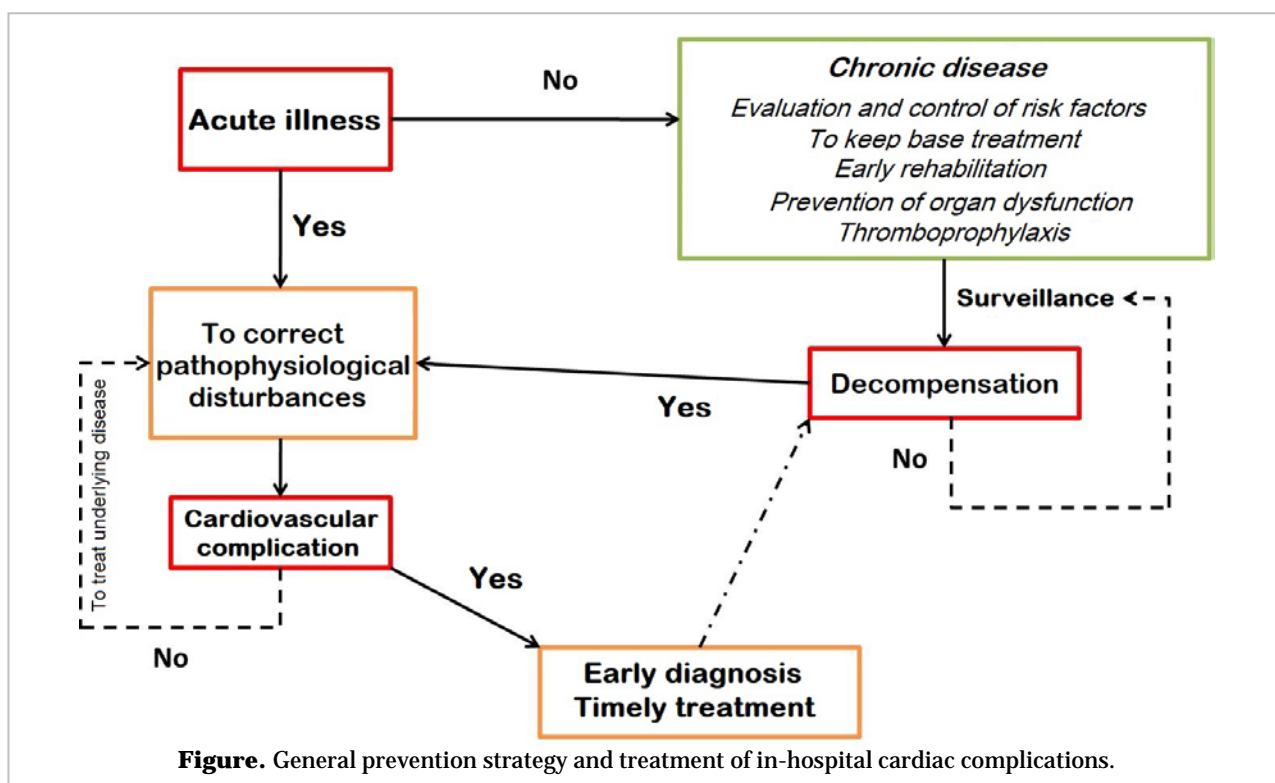 Acute illness
No
Chronic disease
Evaluation and control of risk factors
To keep base treatment
Early rehabilitation
Prevention of organ dysfunction
Thromboprophylaxis
Yes
Surveillance
To correct
pathophysiological
disturbances
Decompensation
Yes
No
To treat underlying disease
Cardiovascular
complication
Yes
No
Early diagnosis
Timely treatment
Figure. General prevention strategy and treatment of in-hospital cardiac complications.